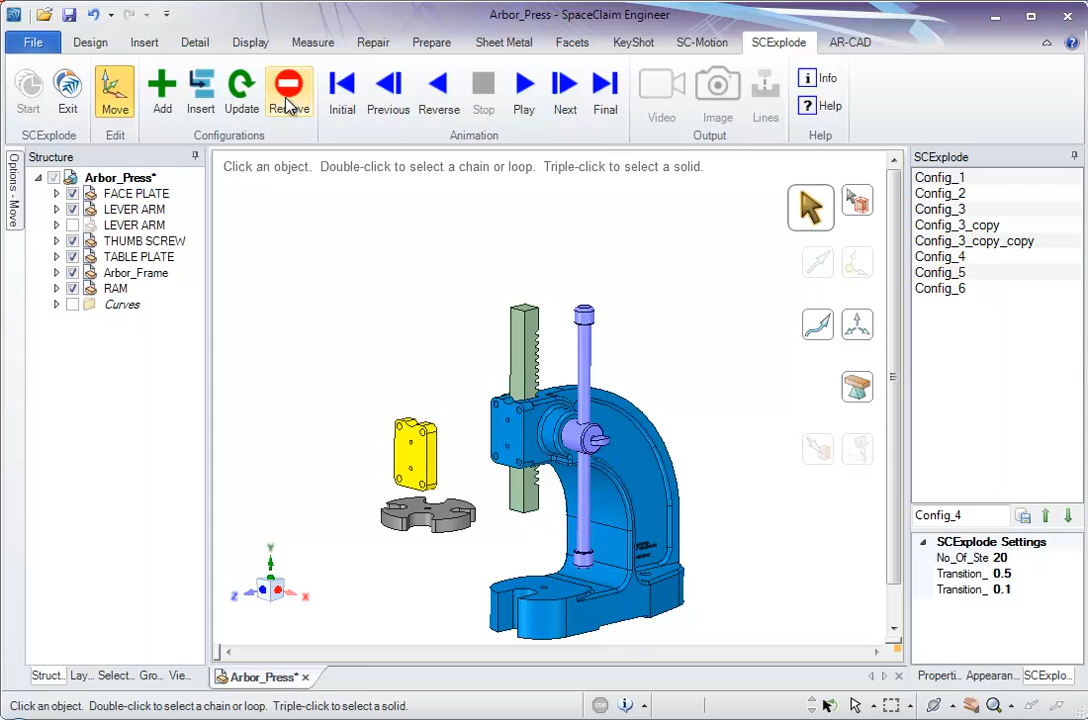 Arbor_Press - SpaceClaim Engineer
File Design Insert Detail Display Measure Repair Prepare Sheet Metal Facets KeyShot SC-Motion SCExplode AR-CAD
Start Exit Move Add Insert Update Remove Initial Previous Reverse Stop Play Next Final Video Image Lines Info
Help
SCExplode Edit Configurations Animation Output Help
Options - Move
Structure
Arbor_Press*
FACE PLATE
LEVER ARM
LEVER ARM
THUMB SCREW
TABLE PLATE
Arbor_Frame
RAM
Curves
Click an object. Double-click to select a chain or loop. Triple-click to select a solid.
Y
Z
X
SCExplode
Config_1
Config_2
Config_3
Config_3_copy
Config_3_copy_copy
Config_4
Config_5
Config_6
Config_4
SCExplode Settings
No_Of_Ste 20
Transition_ 0.5
Transition_ 0.1
Struct... Lay... Select... Gro... Vie...
Arbor_Press*
Properti... Appearan... SCExplo...
Click an object. Double-click to select a chain or loop. Triple-click to select a solid.